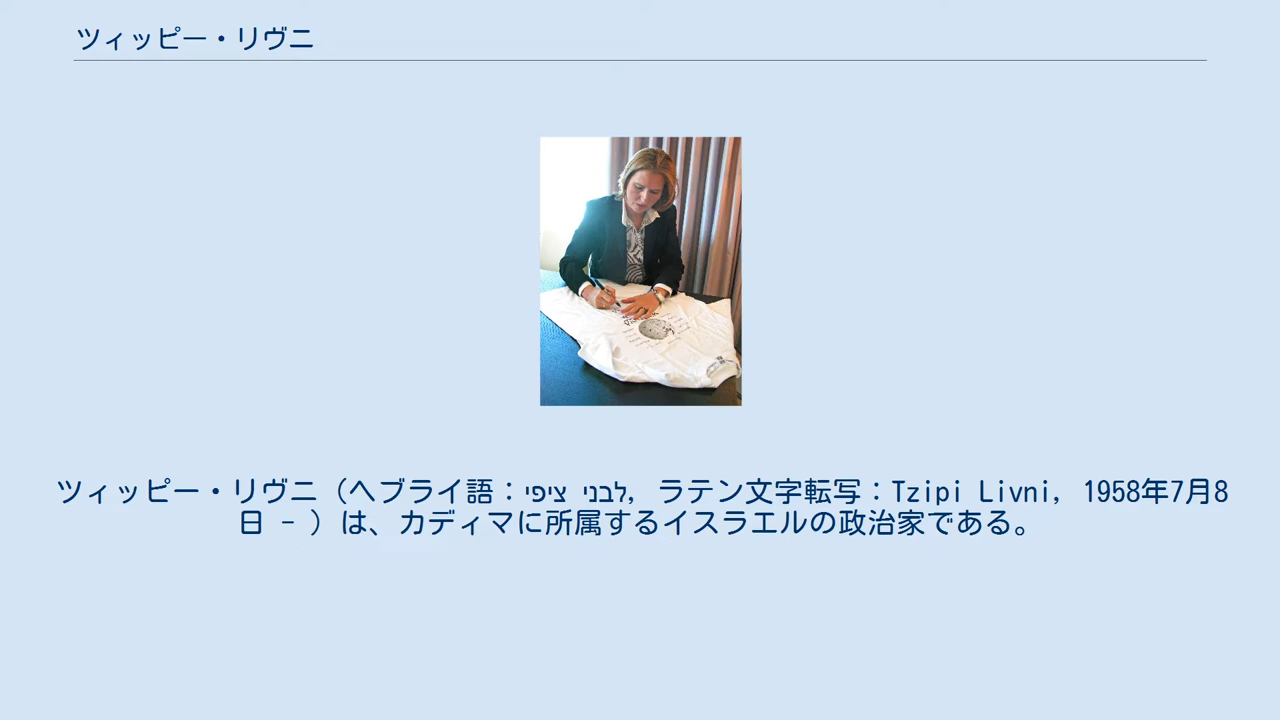 ツィッピー・リヴニ
ツィッピー・リヴニ（ヘブライ語：ציפי לבני, ラテン文字転写：Tzipi Livni, 1958年7月8
日 - ）は、カディマに所属するイスラエルの政治家である。